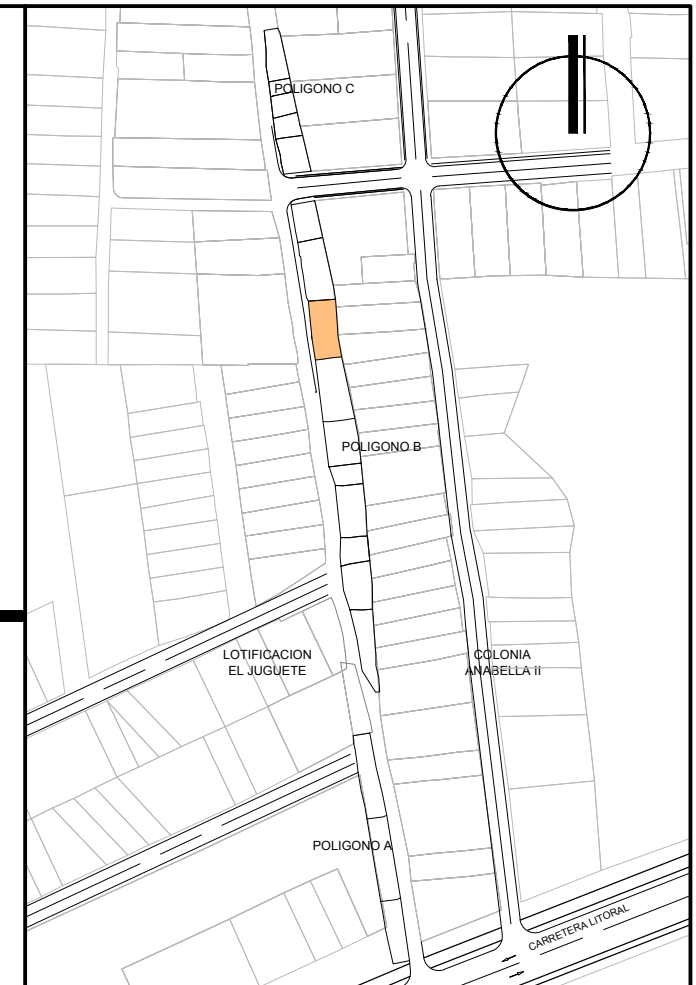 POLIGONO C
POLIGONO B
LOTIFICACION
EL JUGUETE
COLONIA
ANABELLA II
POLIGONO A
CARRETERA LITORAL